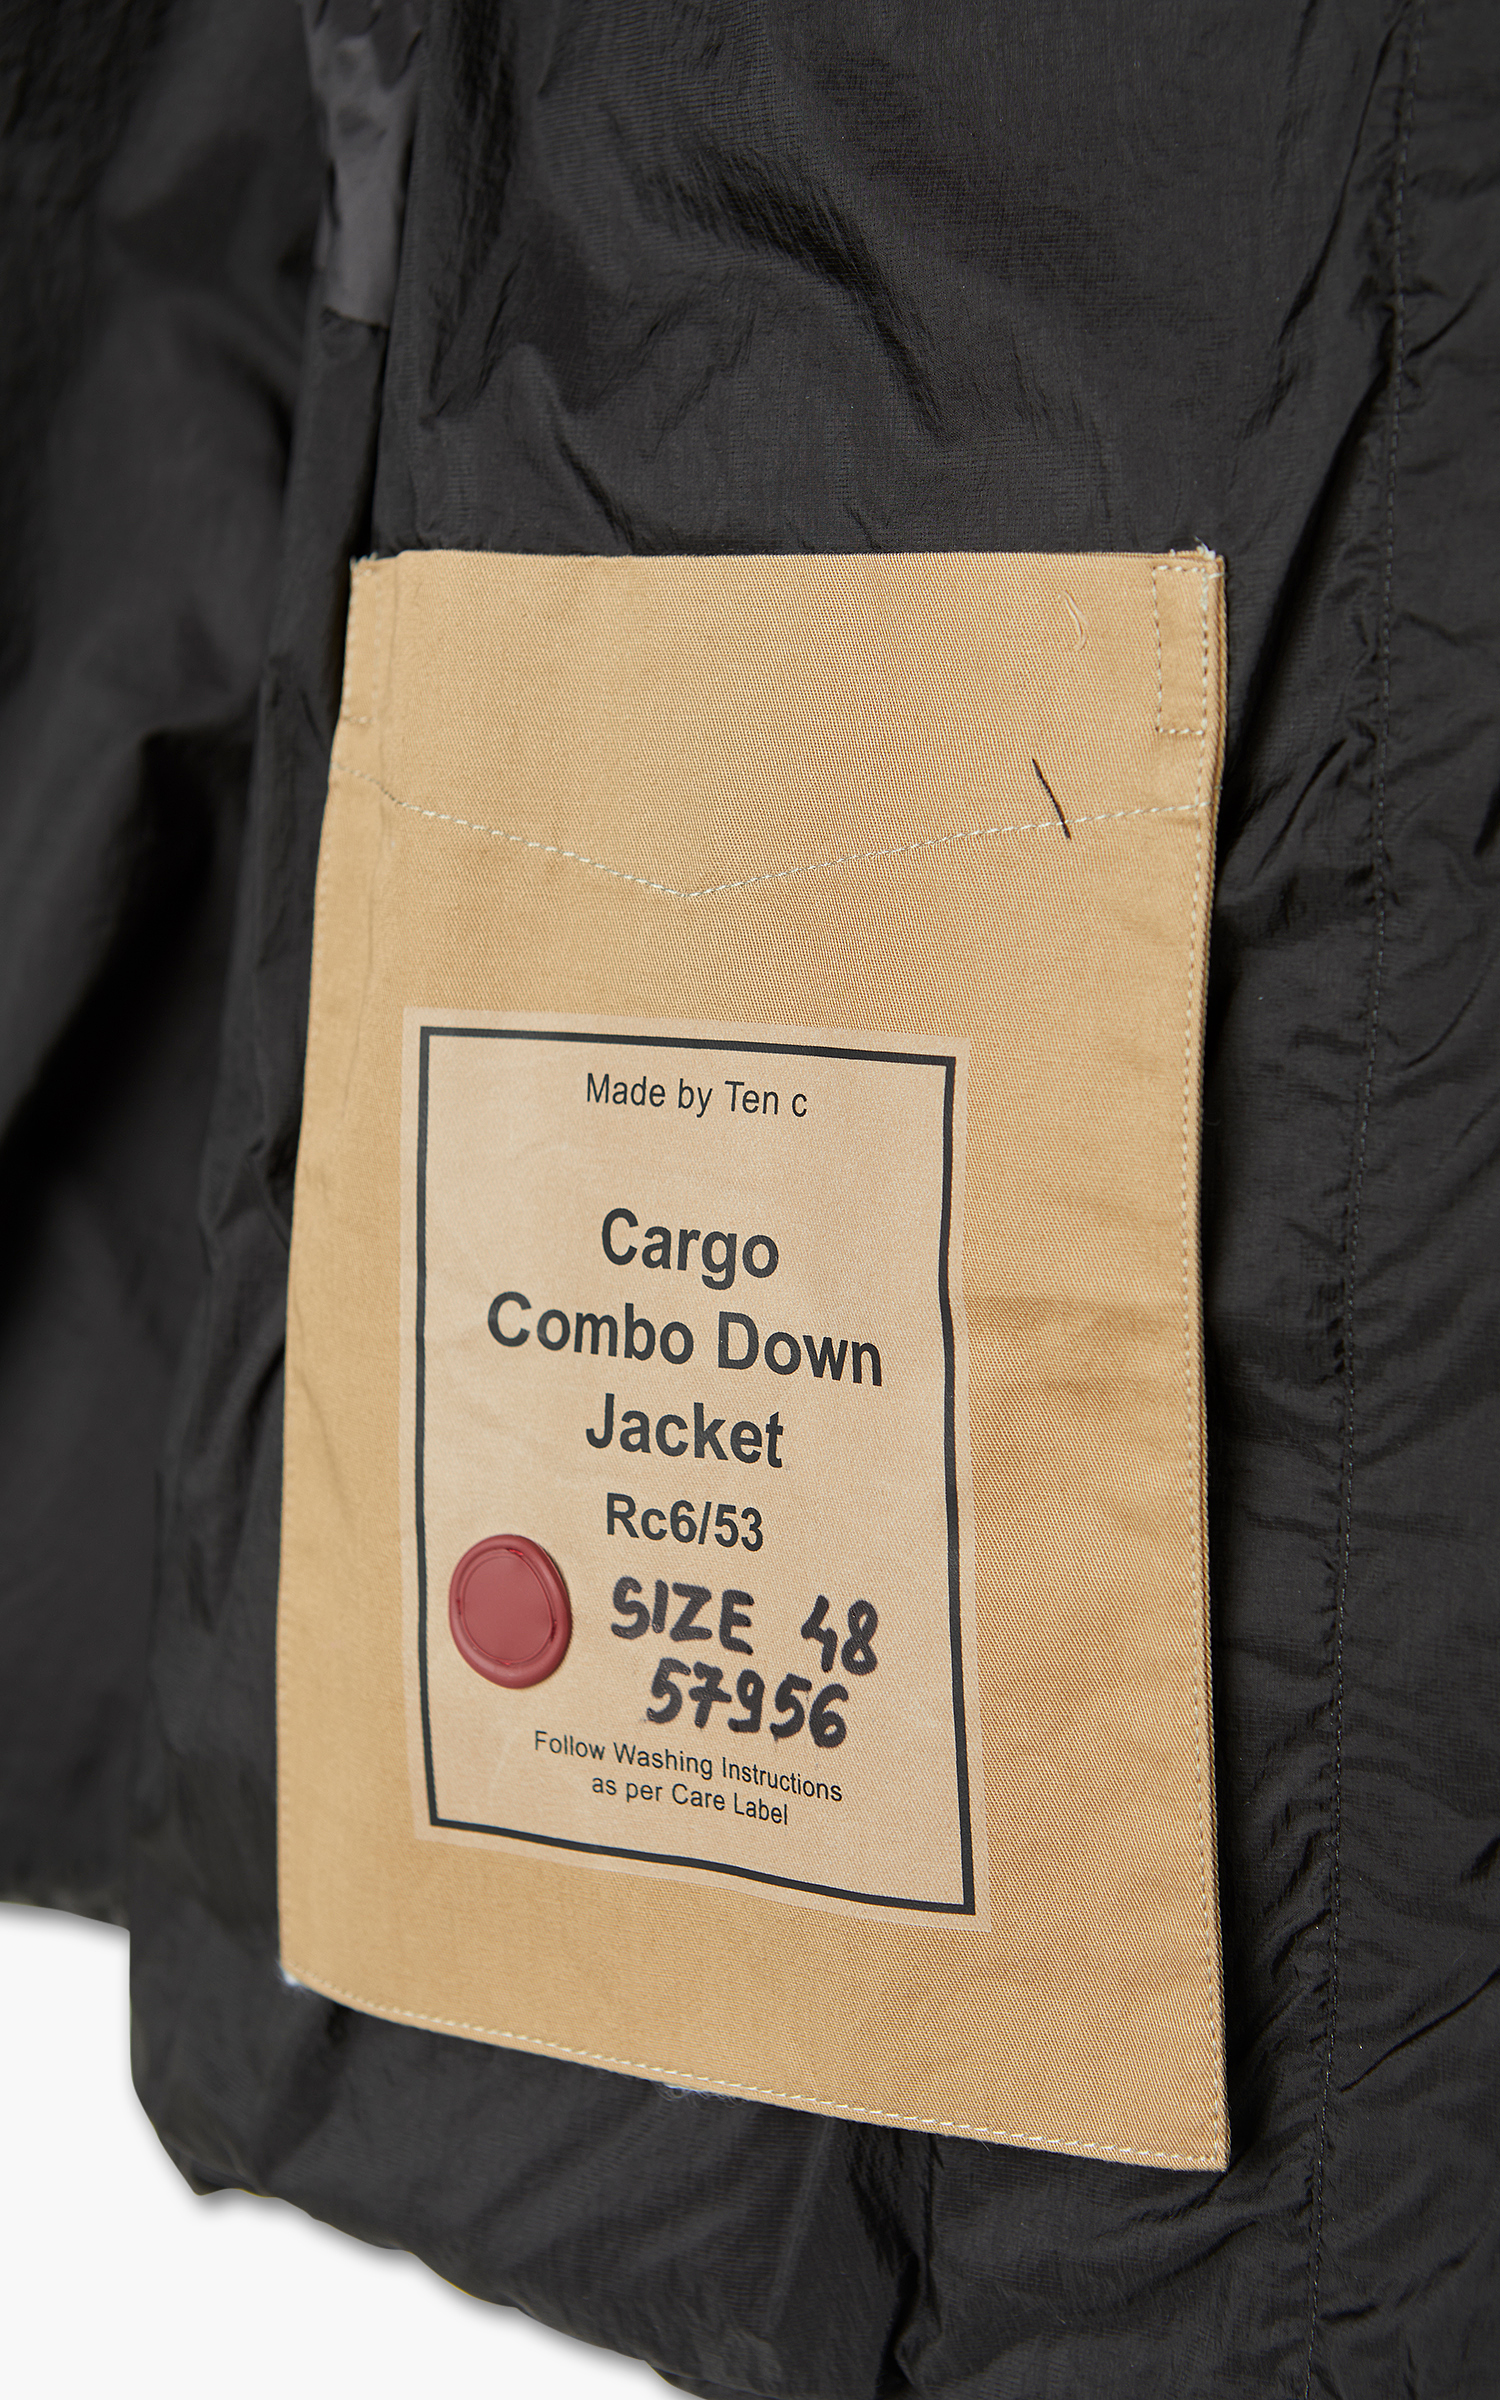 Made by Ten c
Cargo
Combo Down
Jacket
Rc6/53
SIZE 48
57956
Follow Washing Instructions
as per Care Label